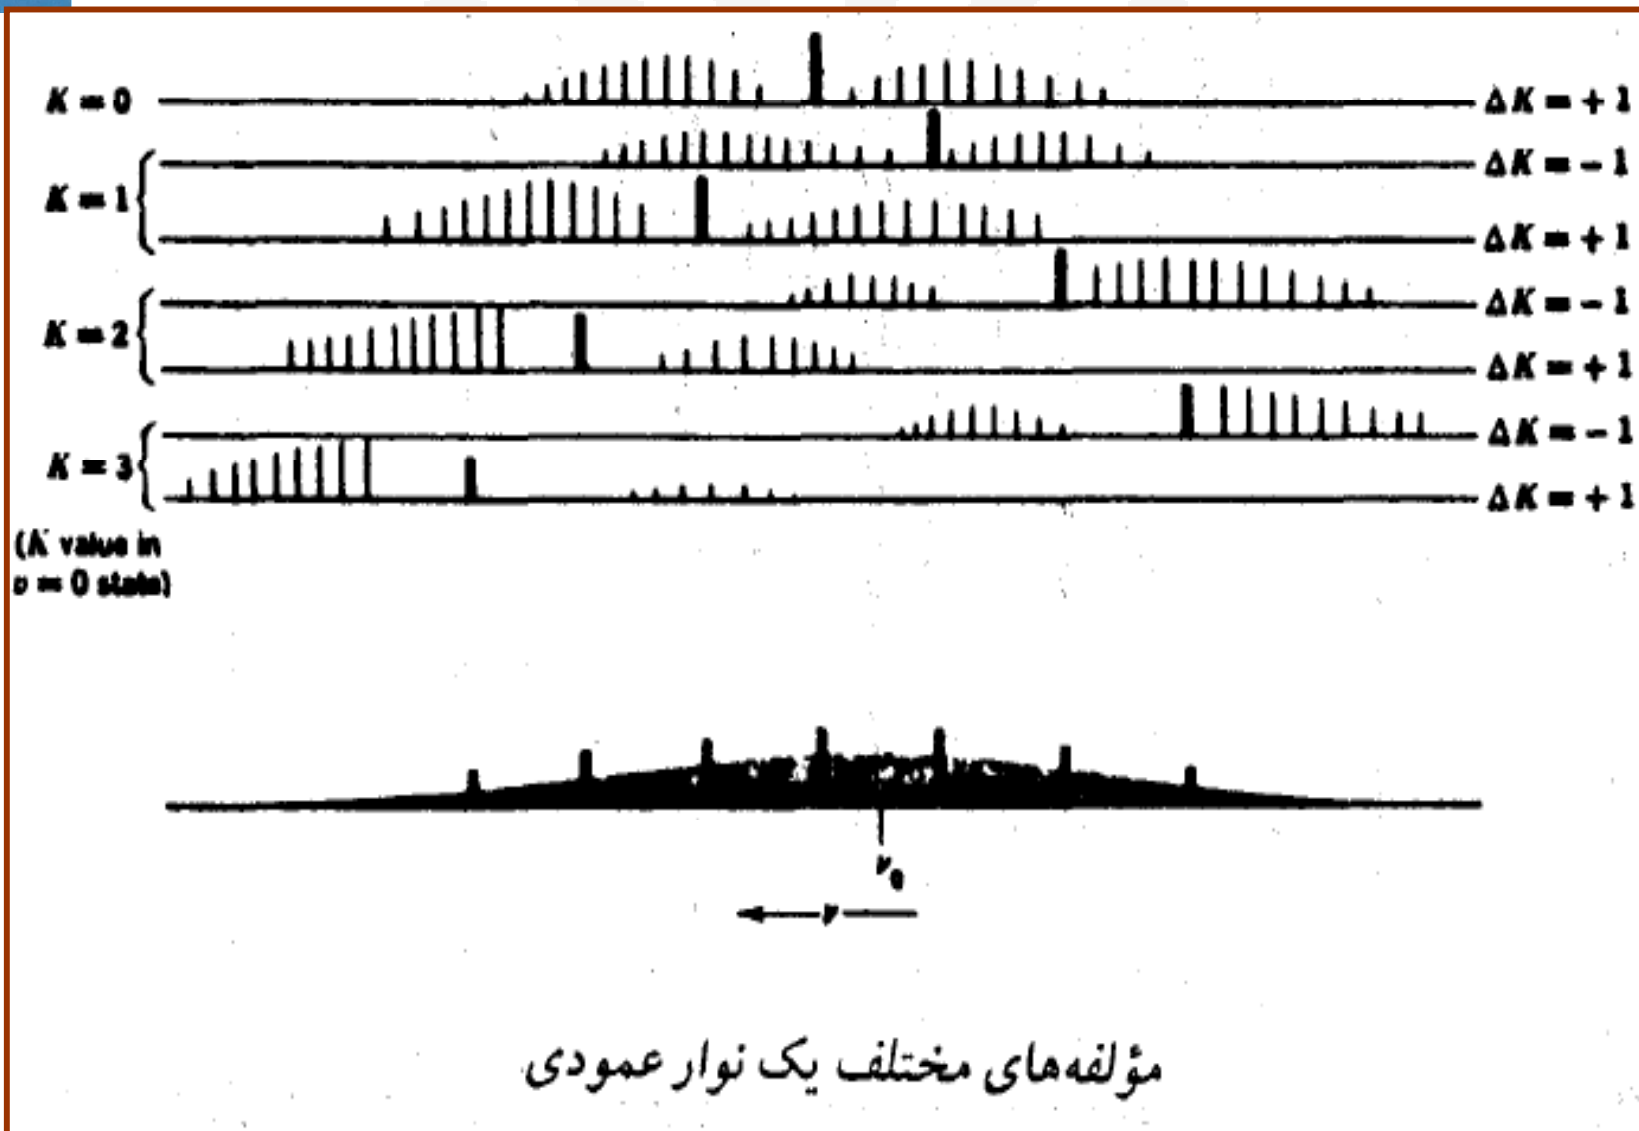 K = 0
ΔK = + 1
ΔK = - 1
K = 1
ΔK = + 1
ΔK = - 1
K = 2
ΔK = + 1
ΔK = - 1
K = 3
ΔK = + 1
(K value in
v = 0 state)
ν₀
ν
مؤلفه‌های مختلف یک نوار عمودی